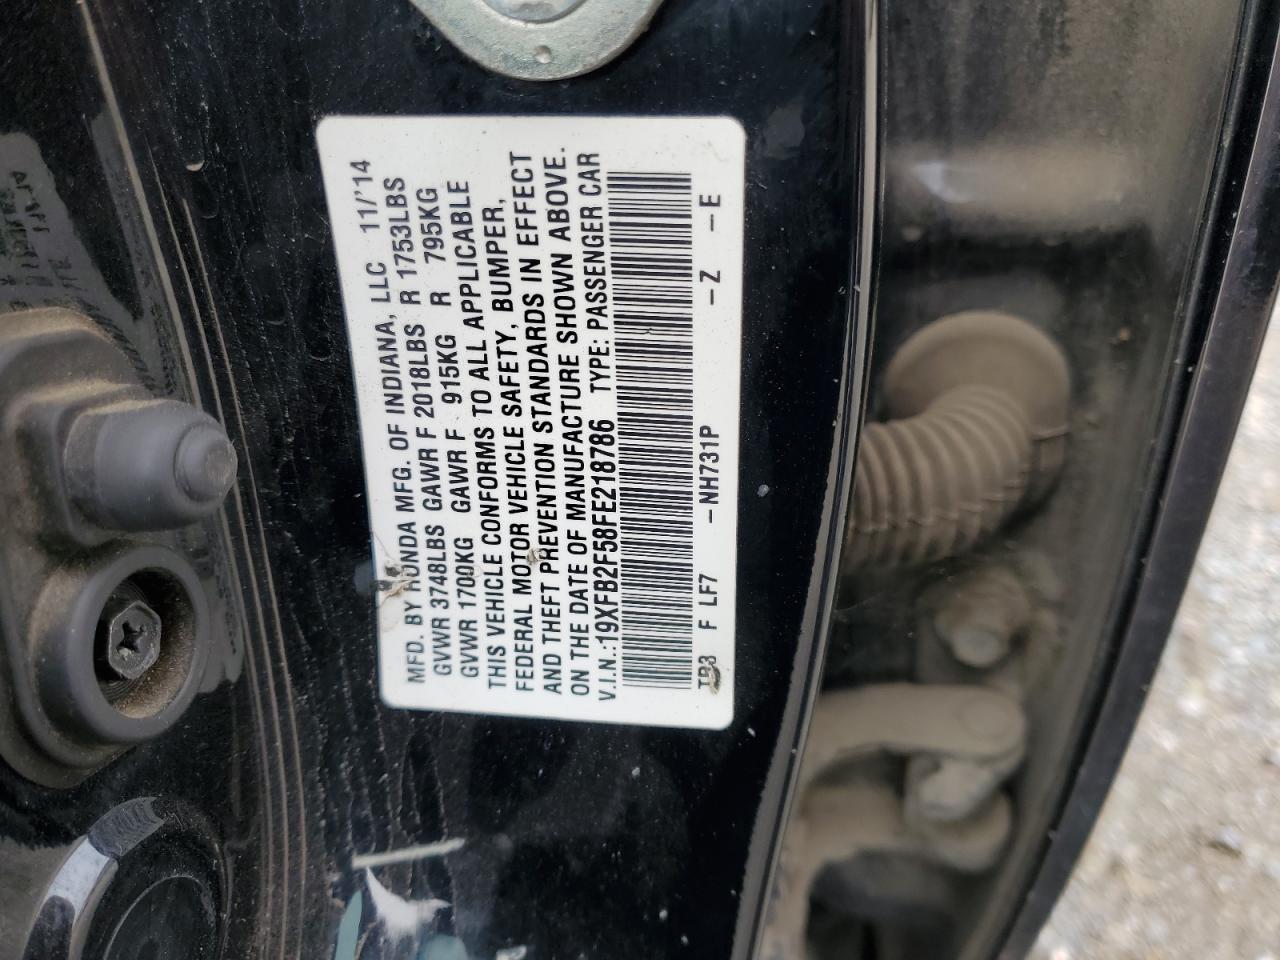 MFD. BY HONDA MFG. OF INDIANA, LLC 11/'14
GVWR 3748LBS GAWR F 2018LBS R 1753LBS
GVWR 1700KG GAWR F 915KG R 795KG
THIS VEHICLE CONFORMS TO ALL APPLICABLE
FEDERAL MOTOR VEHICLE SAFETY, BUMPER,
AND THEFT PREVENTION STANDARDS IN EFFECT
ON THE DATE OF MANUFACTURE SHOWN ABOVE.
V.I.N.:19XFB2F58FE218786 TYPE: PASSENGER CAR
F LF7 -NH731P -Z -E